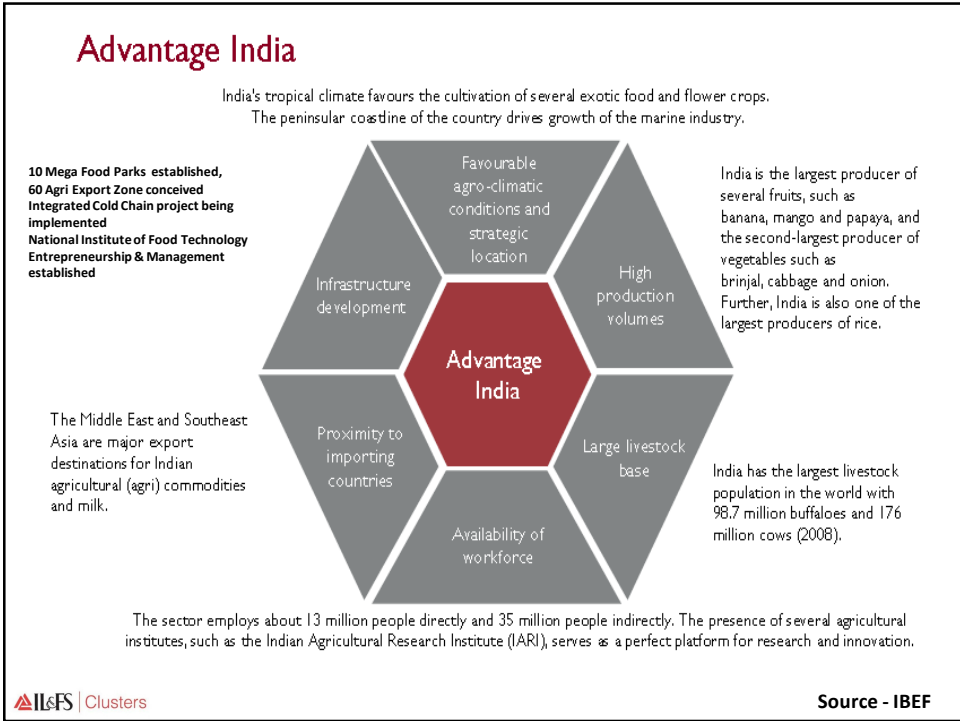 Advantage India
India's tropical climate favours the cultivation of several exotic food and flower crops.
The peninsular coastline of the country drives growth of the marine industry.
10 Mega Food Parks established,
60 Agri Export Zone conceived
Integrated Cold Chain project being
implemented
National Institute of Food Technology
Entrepreneurship & Management
established
Favourable
agro-climatic
conditions and
strategic
location
India is the largest producer of
several fruits, such as
banana, mango and papaya, and
the second-largest producer of
vegetables such as
brinjal, cabbage and onion.
Further, India is also one of the
largest producers of rice.
Infrastructure
development
High
production
volumes
Advantage
India
The Middle East and Southeast
Asia are major export
destinations for Indian
agricultural (agri) commodities
and milk.
Proximity to
importing
countries
Large livestock
base
India has the largest livestock
population in the world with
98.7 million buffaloes and 176
million cows (2008).
Availability of
workforce
The sector employs about 13 million people directly and 35 million people indirectly. The presence of several agricultural
institutes, such as the Indian Agricultural Research Institute (IARI), serves as a perfect platform for research and innovation.
IL&FS Clusters
Source - IBEF